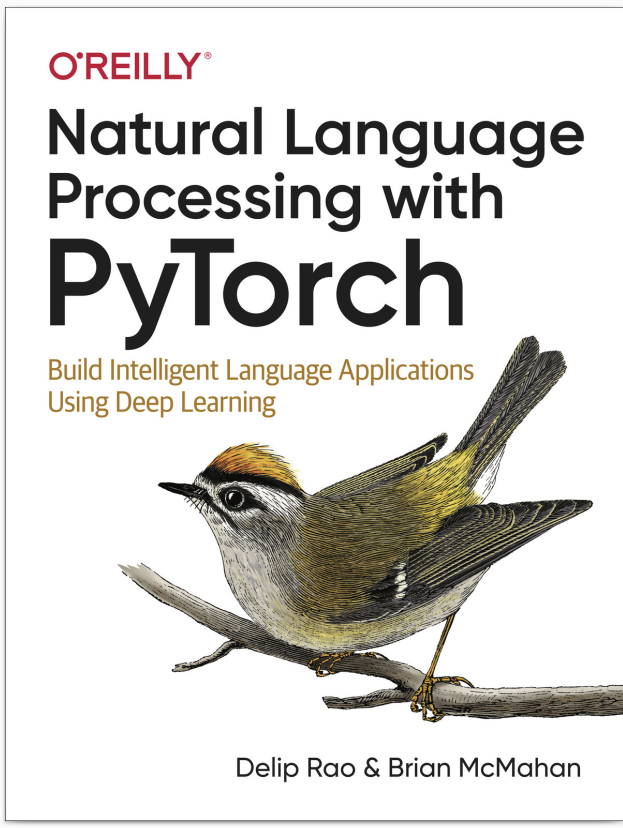 O'REILLY®
Natural Language
Processing with
PyTorch
Build Intelligent Language Applications
Using Deep Learning
Delip Rao & Brian McMahan